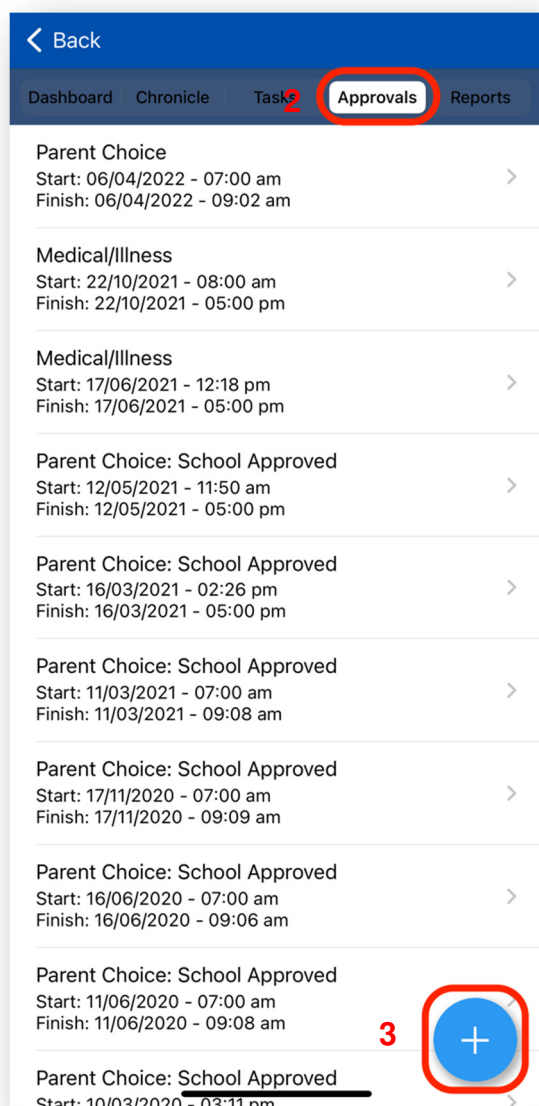 Back
Dashboard Chronicle Tasks 2 Approvals Reports
Parent Choice
Start: 06/04/2022 - 07:00 am
Finish: 06/04/2022 - 09:02 am
Medical/Illness
Start: 22/10/2021 - 08:00 am
Finish: 22/10/2021 - 05:00 pm
Medical/Illness
Start: 17/06/2021 - 12:18 pm
Finish: 17/06/2021 - 05:00 pm
Parent Choice: School Approved
Start: 12/05/2021 - 11:50 am
Finish: 12/05/2021 - 05:00 pm
Parent Choice: School Approved
Start: 16/03/2021 - 02:26 pm
Finish: 16/03/2021 - 05:00 pm
Parent Choice: School Approved
Start: 11/03/2021 - 07:00 am
Finish: 11/03/2021 - 09:08 am
Parent Choice: School Approved
Start: 17/11/2020 - 07:00 am
Finish: 17/11/2020 - 09:09 am
Parent Choice: School Approved
Start: 16/06/2020 - 07:00 am
Finish: 16/06/2020 - 09:06 am
Parent Choice: School Approved
Start: 11/06/2020 - 07:00 am
Finish: 11/06/2020 - 09:08 am
3
+
Parent Choice: School Approved
Start: 10/03/2020 - 03:11 pm